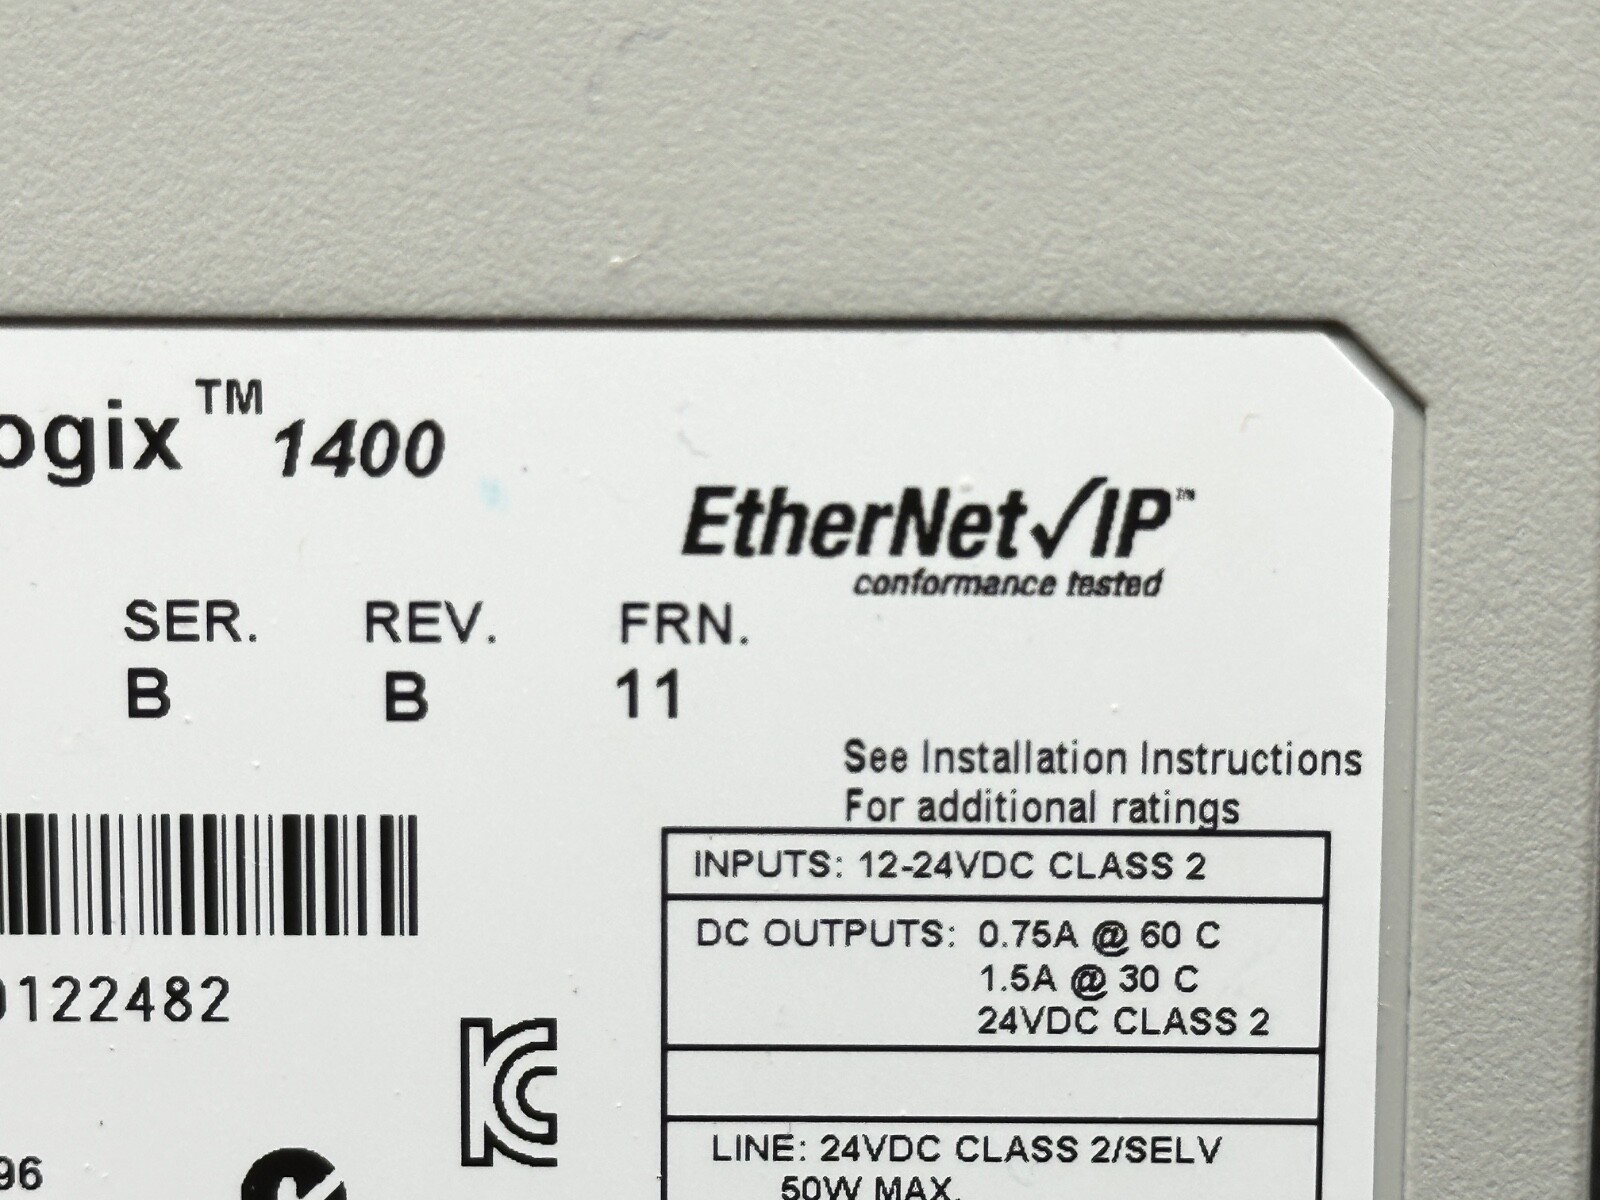 ogix™ 1400
EtherNet/IP™
conformance tested
SER. REV. FRN.
B B 11
See Installation Instructions
For additional ratings
INPUTS: 12-24VDC CLASS 2
DC OUTPUTS: 0.75A @ 60 C
1.5A @ 30 C
24VDC CLASS 2
0122482
KC
LINE: 24VDC CLASS 2/SELV
96
50W MAX.